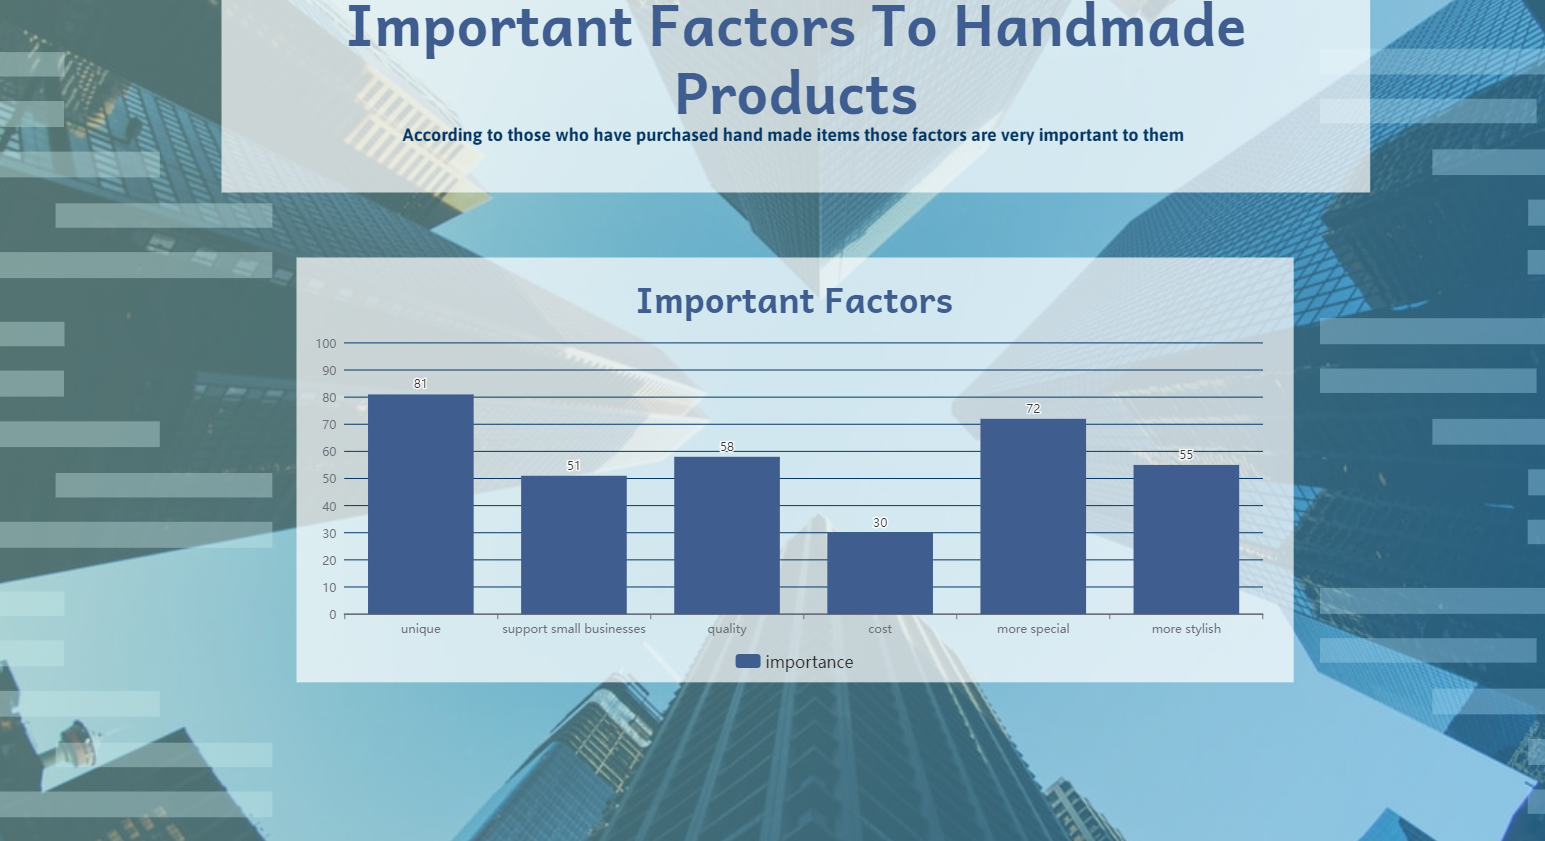 Important Factors To Handmade
Products
According to those who have purchased hand made items those factors are very important to them
Important Factors
100
90
80
70
60
50
40
30
20
10
0
81
51
58
30
72
55
unique
support small businesses
quality
cost
more special
more stylish
importance